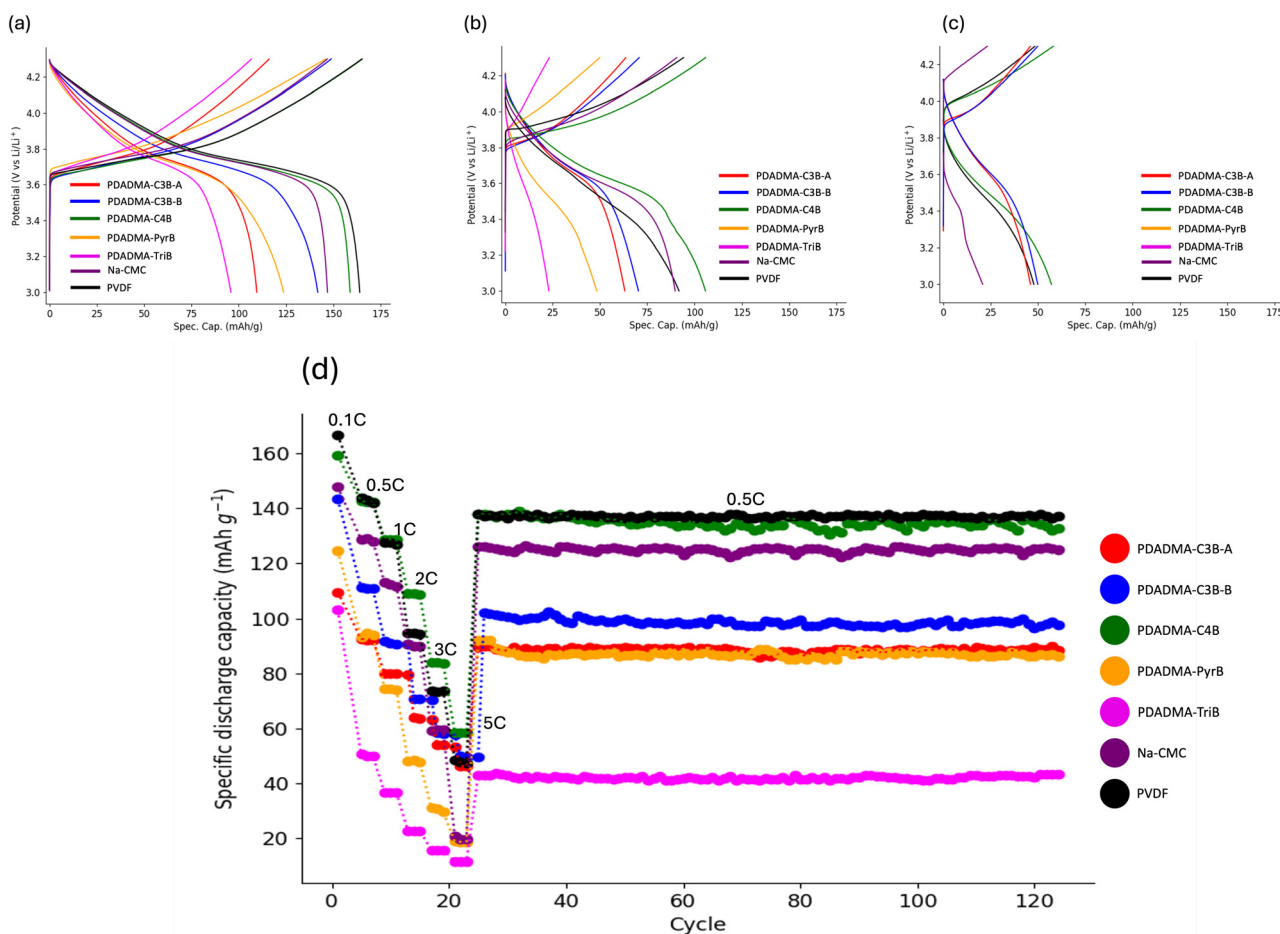 (a)
4.2
4.0
3.8
3.6
3.4
3.2
3.0
Potential (V vs Li/Li⁺)
PDADMA-C3B-A
PDADMA-C3B-B
PDADMA-C4B
PDADMA-PyrB
PDADMA-TriB
Na-CMC
PVDF
0 25 50 75 100 125 150 175
Spec. Cap. (mAh/g)
(b)
4.2
4.0
3.8
3.6
3.4
3.2
3.0
Potential (V vs Li/Li⁺)
PDADMA-C3B-A
PDADMA-C3B-B
PDADMA-C4B
PDADMA-PyrB
PDADMA-TriB
Na-CMC
PVDF
0 25 50 75 100 125 150 175
Spec. Cap. (mAh/g)
(c)
4.2
4.0
3.8
3.6
3.4
3.2
3.0
Potential (V vs Li/Li⁺)
PDADMA-C3B-A
PDADMA-C3B-B
PDADMA-C4B
PDADMA-PyrB
PDADMA-TriB
Na-CMC
PVDF
0 25 50 75 100 125 150 175
Spec. Cap. (mAh/g)
(d)
160
140
120
100
80
60
40
20
Specific discharge capacity (mAh g⁻¹)
0.1C
0.5C
1C
2C
3C
5C
0.5C
0 20 40 60 80 100 120
Cycle
PDADMA-C3B-A
PDADMA-C3B-B
PDADMA-C4B
PDADMA-PyrB
PDADMA-TriB
Na-CMC
PVDF